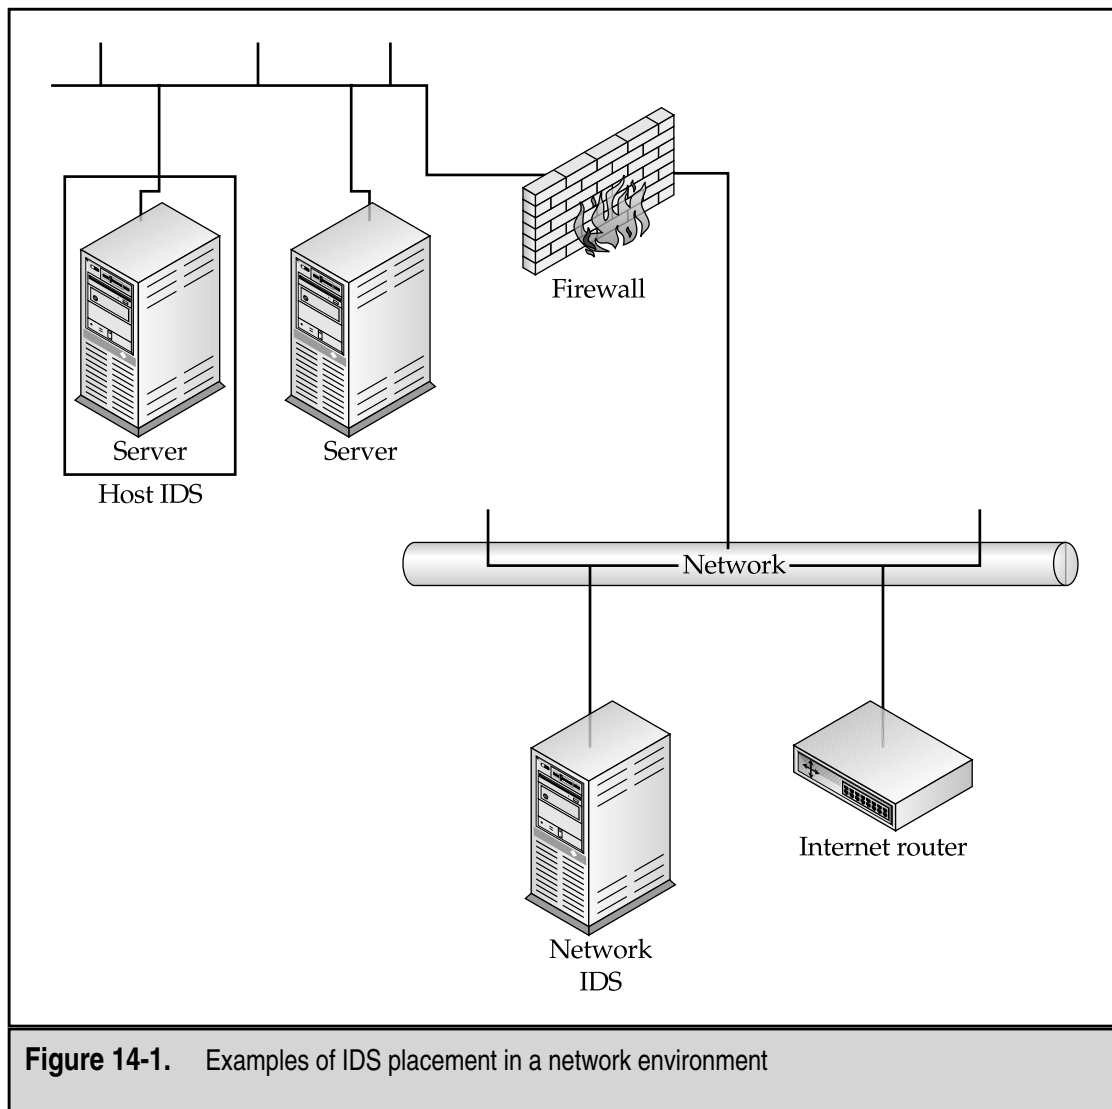 Firewall
Server
Server
Host IDS
Network
Internet router
Network
IDS
Figure 14-1. Examples of IDS placement in a network environment